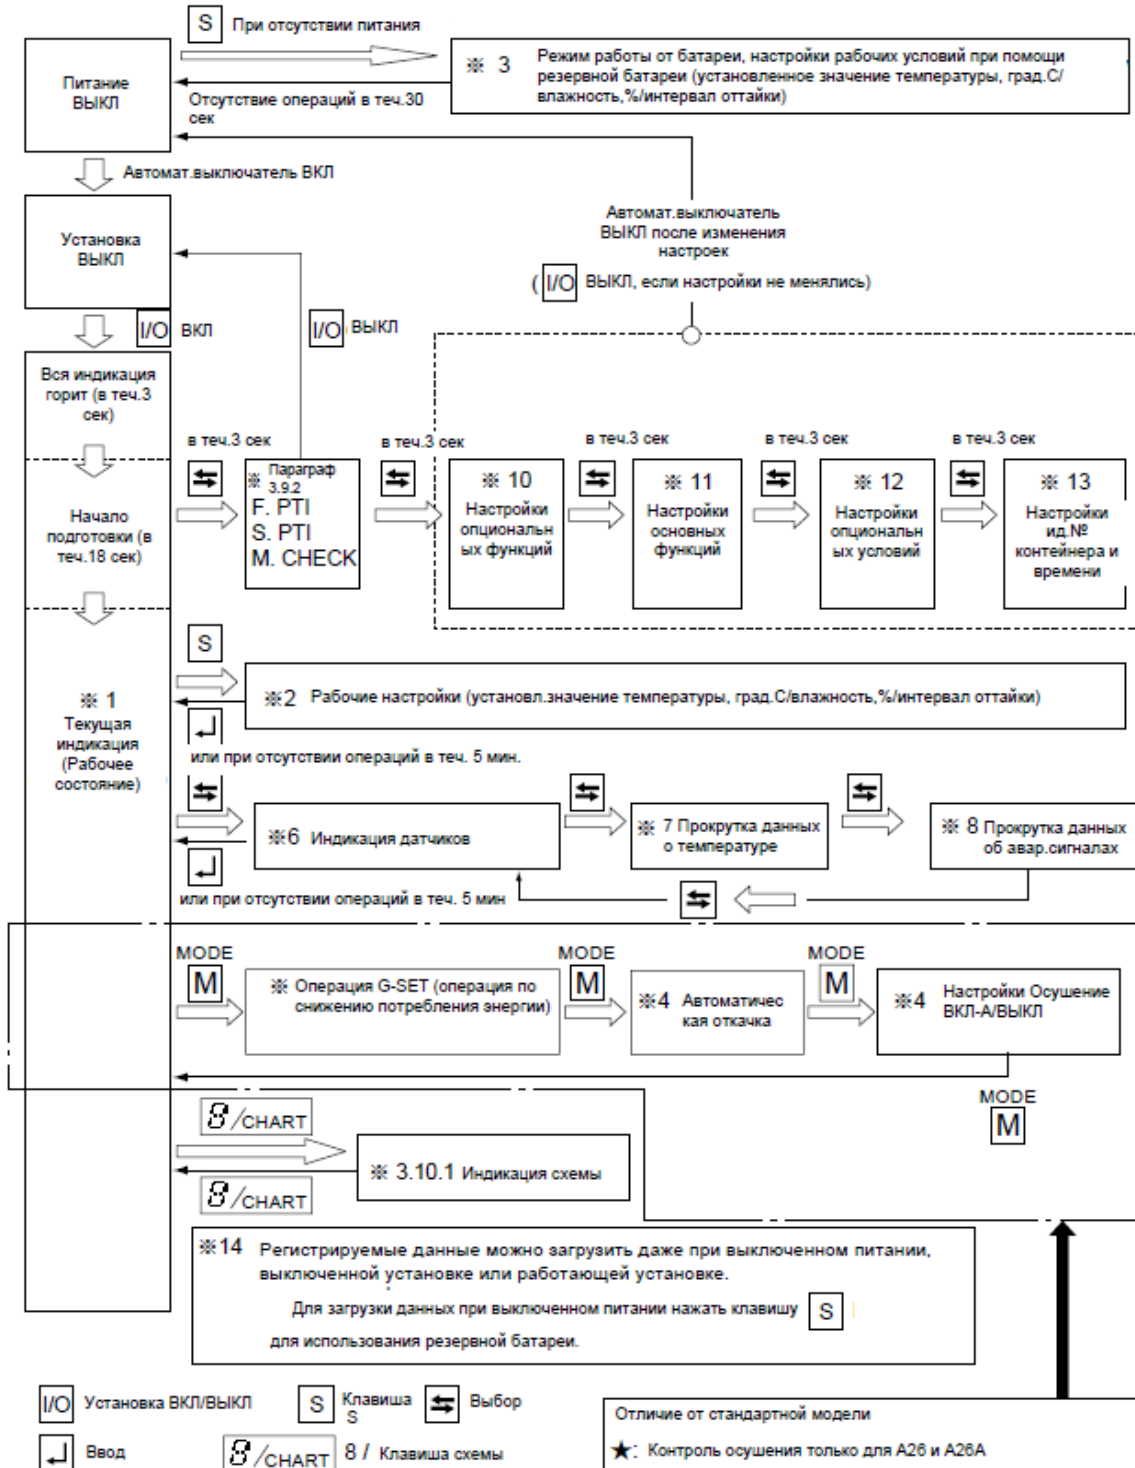 S При отсутствии питания
Питание
ВЫКЛ
※ 3 Режим работы от батареи, настройки рабочих условий при помощи
резервной батареи (установленное значение температуры, град.С/
влажность,%/интервал оттайки)
Отсутствие операций в теч.30
сек
Автомат.выключатель ВКЛ
Установка
ВЫКЛ
Автомат.выключатель
ВЫКЛ после изменения
настроек
( I/O ВЫКЛ, если настройки не менялись)
I/O ВКЛ
I/O ВЫКЛ
Вся индикация
горит (в теч.3
сек)
в теч.3 сек
в теч.3 сек
в теч.3 сек
в теч.3 сек
в теч.3 сек
Начало
подготовки (в
теч.18 сек)
※ Параграф
3.9.2
F. PTI
S. PTI
M. CHECK
※ 10
Настройки
опциональн
ых функций
※ 11
Настройки
основных
функций
※ 12
Настройки
опциональн
ых условий
※ 13
Настройки
ид.№
контейнера и
времени
S
※ 1
Текущая
индикация
(Рабочее
состояние)
※2 Рабочие настройки (установл.значение температуры, град.С/влажность,%/интервал оттайки)
или при отсутствии операций в теч. 5 мин.
※6 Индикация датчиков
※ 7 Прокрутка данных
о температуре
※ 8 Прокрутка данных
об авар.сигналах
или при отсутствии операций в теч. 5 мин
MODE
M
※ Операция G-SET (операция по
снижению потребления энергии)
MODE
M
※4 Автоматичес
кая откачка
MODE
M
※4 Настройки Осушение
ВКЛ-А/ВЫКЛ
MODE
M
8/CHART
※ 3.10.1 Индикация схемы
8/CHART
※14 Регистрируемые данные можно загрузить даже при выключенном питании,
выключенной установке или работающей установке.
Для загрузки данных при выключенном питании нажать клавишу S
для использования резервной батареи.
I/O Установка ВКЛ/ВЫКЛ
S Клавиша
S
Выбор
Ввод
8/CHART 8 / Клавиша схемы
Отличие от стандартной модели
★: Контроль осушения только для А26 и А26А